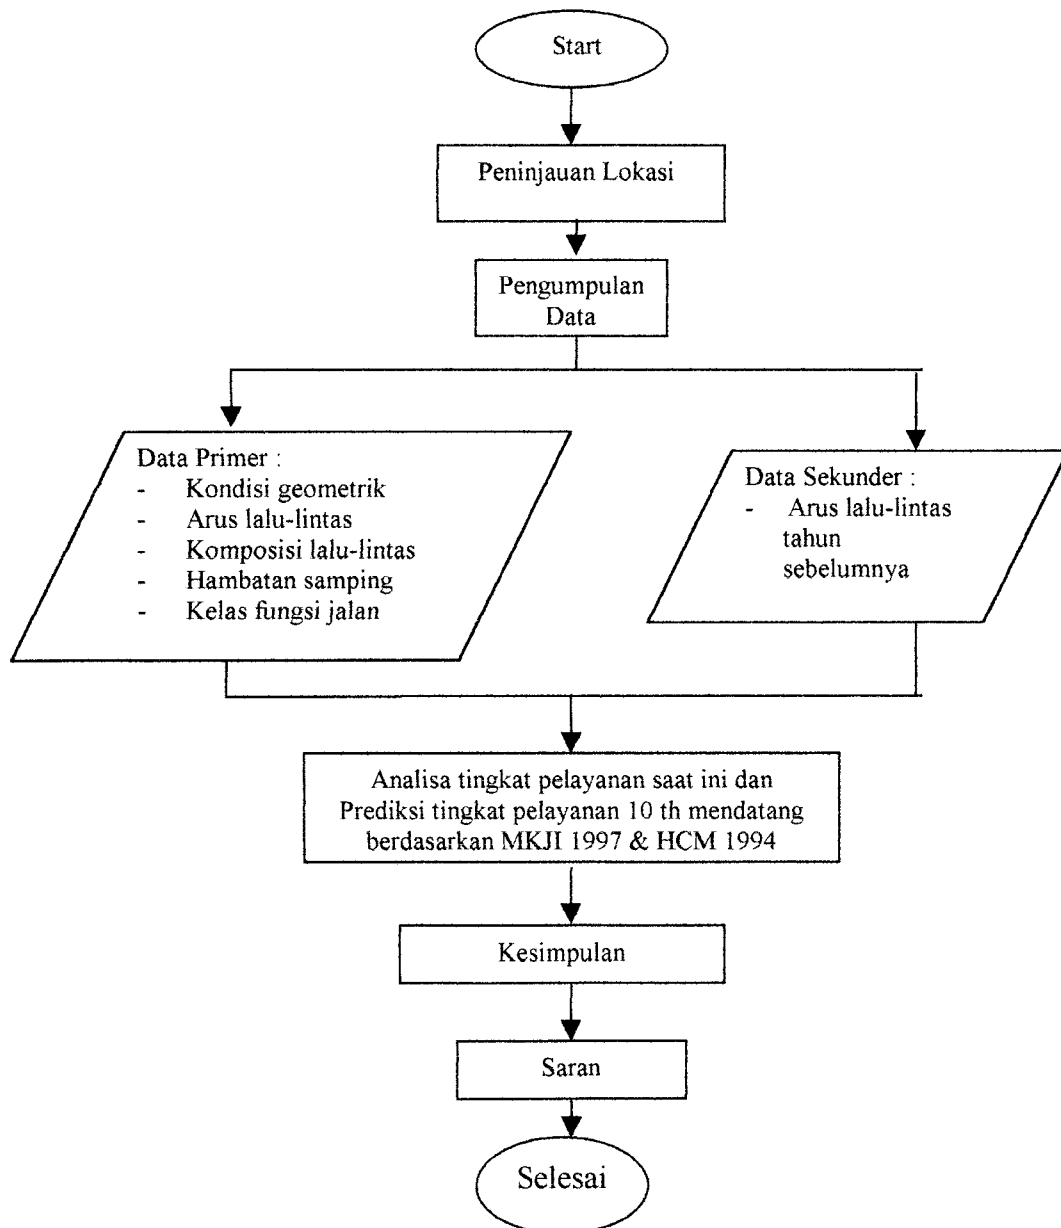 Start
Peninjauan Lokasi
Pengumpulan
Data
Data Primer :
- Kondisi geometrik
- Arus lalu-lintas
- Komposisi lalu-lintas
- Hambatan samping
- Kelas fungsi jalan
Data Sekunder :
- Arus lalu-lintas
tahun
sebelumnya
Analisa tingkat pelayanan saat ini dan
Prediksi tingkat pelayanan 10 th mendatang
berdasarkan MKJI 1997 & HCM 1994
Kesimpulan
Saran
Selesai